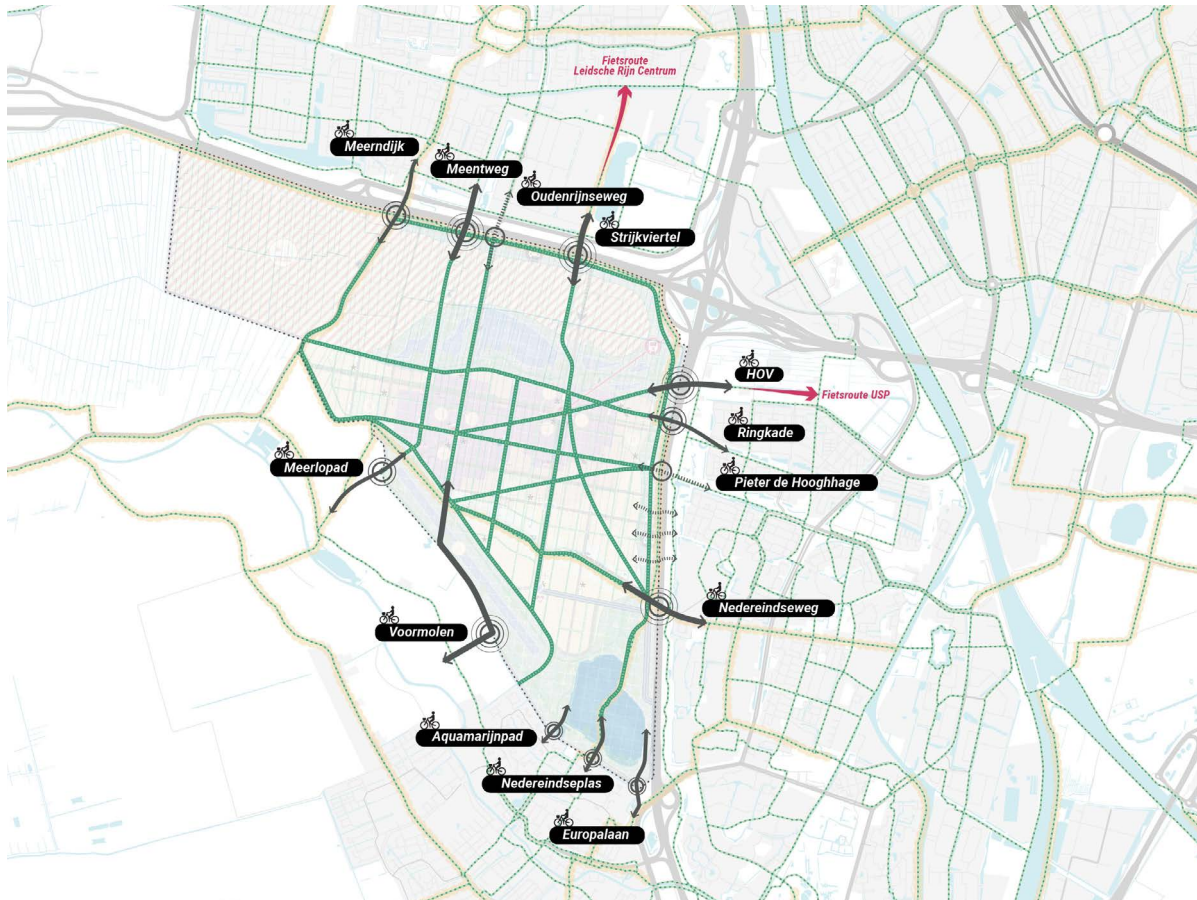 Fietsroute
Leidsche Rijn Centrum
Meerndijk
Meentweg
Oudenrijnseweg
Strijkviertel
HOV
Fietsroute USP
Ringkade
Meerlopad
Pieter de Hooghhage
Nedereindseweg
Voormolen
Aquamarijnpad
Nedereindseplas
Europalaan